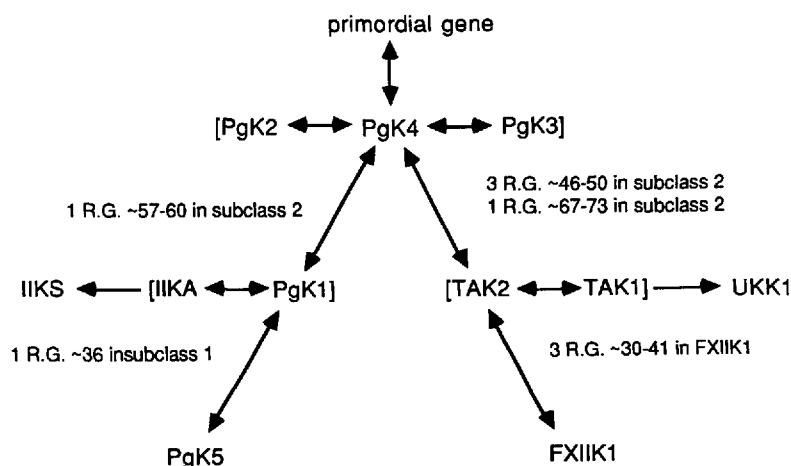 primordial gene
[PgK2 PgK4 PgK3]
3 R.G. ~46-50 in subclass 2
1 R.G. ~57-60 in subclass 2
1 R.G. ~67-73 in subclass 2
IIKS [IIKA PgK1] [TAK2 TAK1] UKK1
1 R.G. ~36 insubclass 1
3 R.G. ~30-41 in FXIIK1
PgK5 FXIIK1